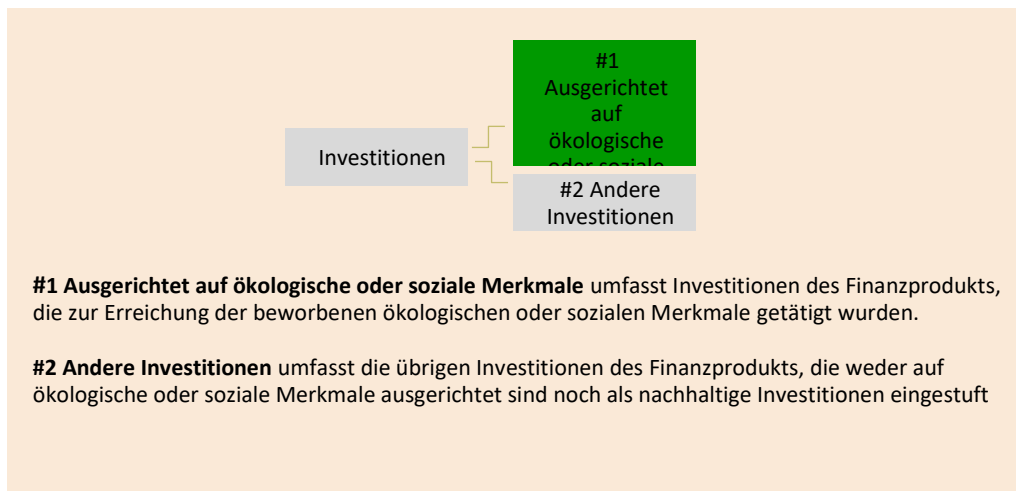 #1
Ausgerichtet
auf
ökologische
oder soziale
Investitionen
#2 Andere
Investitionen
#1 Ausgerichtet auf ökologische oder soziale Merkmale umfasst Investitionen des Finanzprodukts,
die zur Erreichung der beworbenen ökologischen oder sozialen Merkmale getätigt wurden.
#2 Andere Investitionen umfasst die übrigen Investitionen des Finanzprodukts, die weder auf
ökologische oder soziale Merkmale ausgerichtet sind noch als nachhaltige Investitionen eingestuft